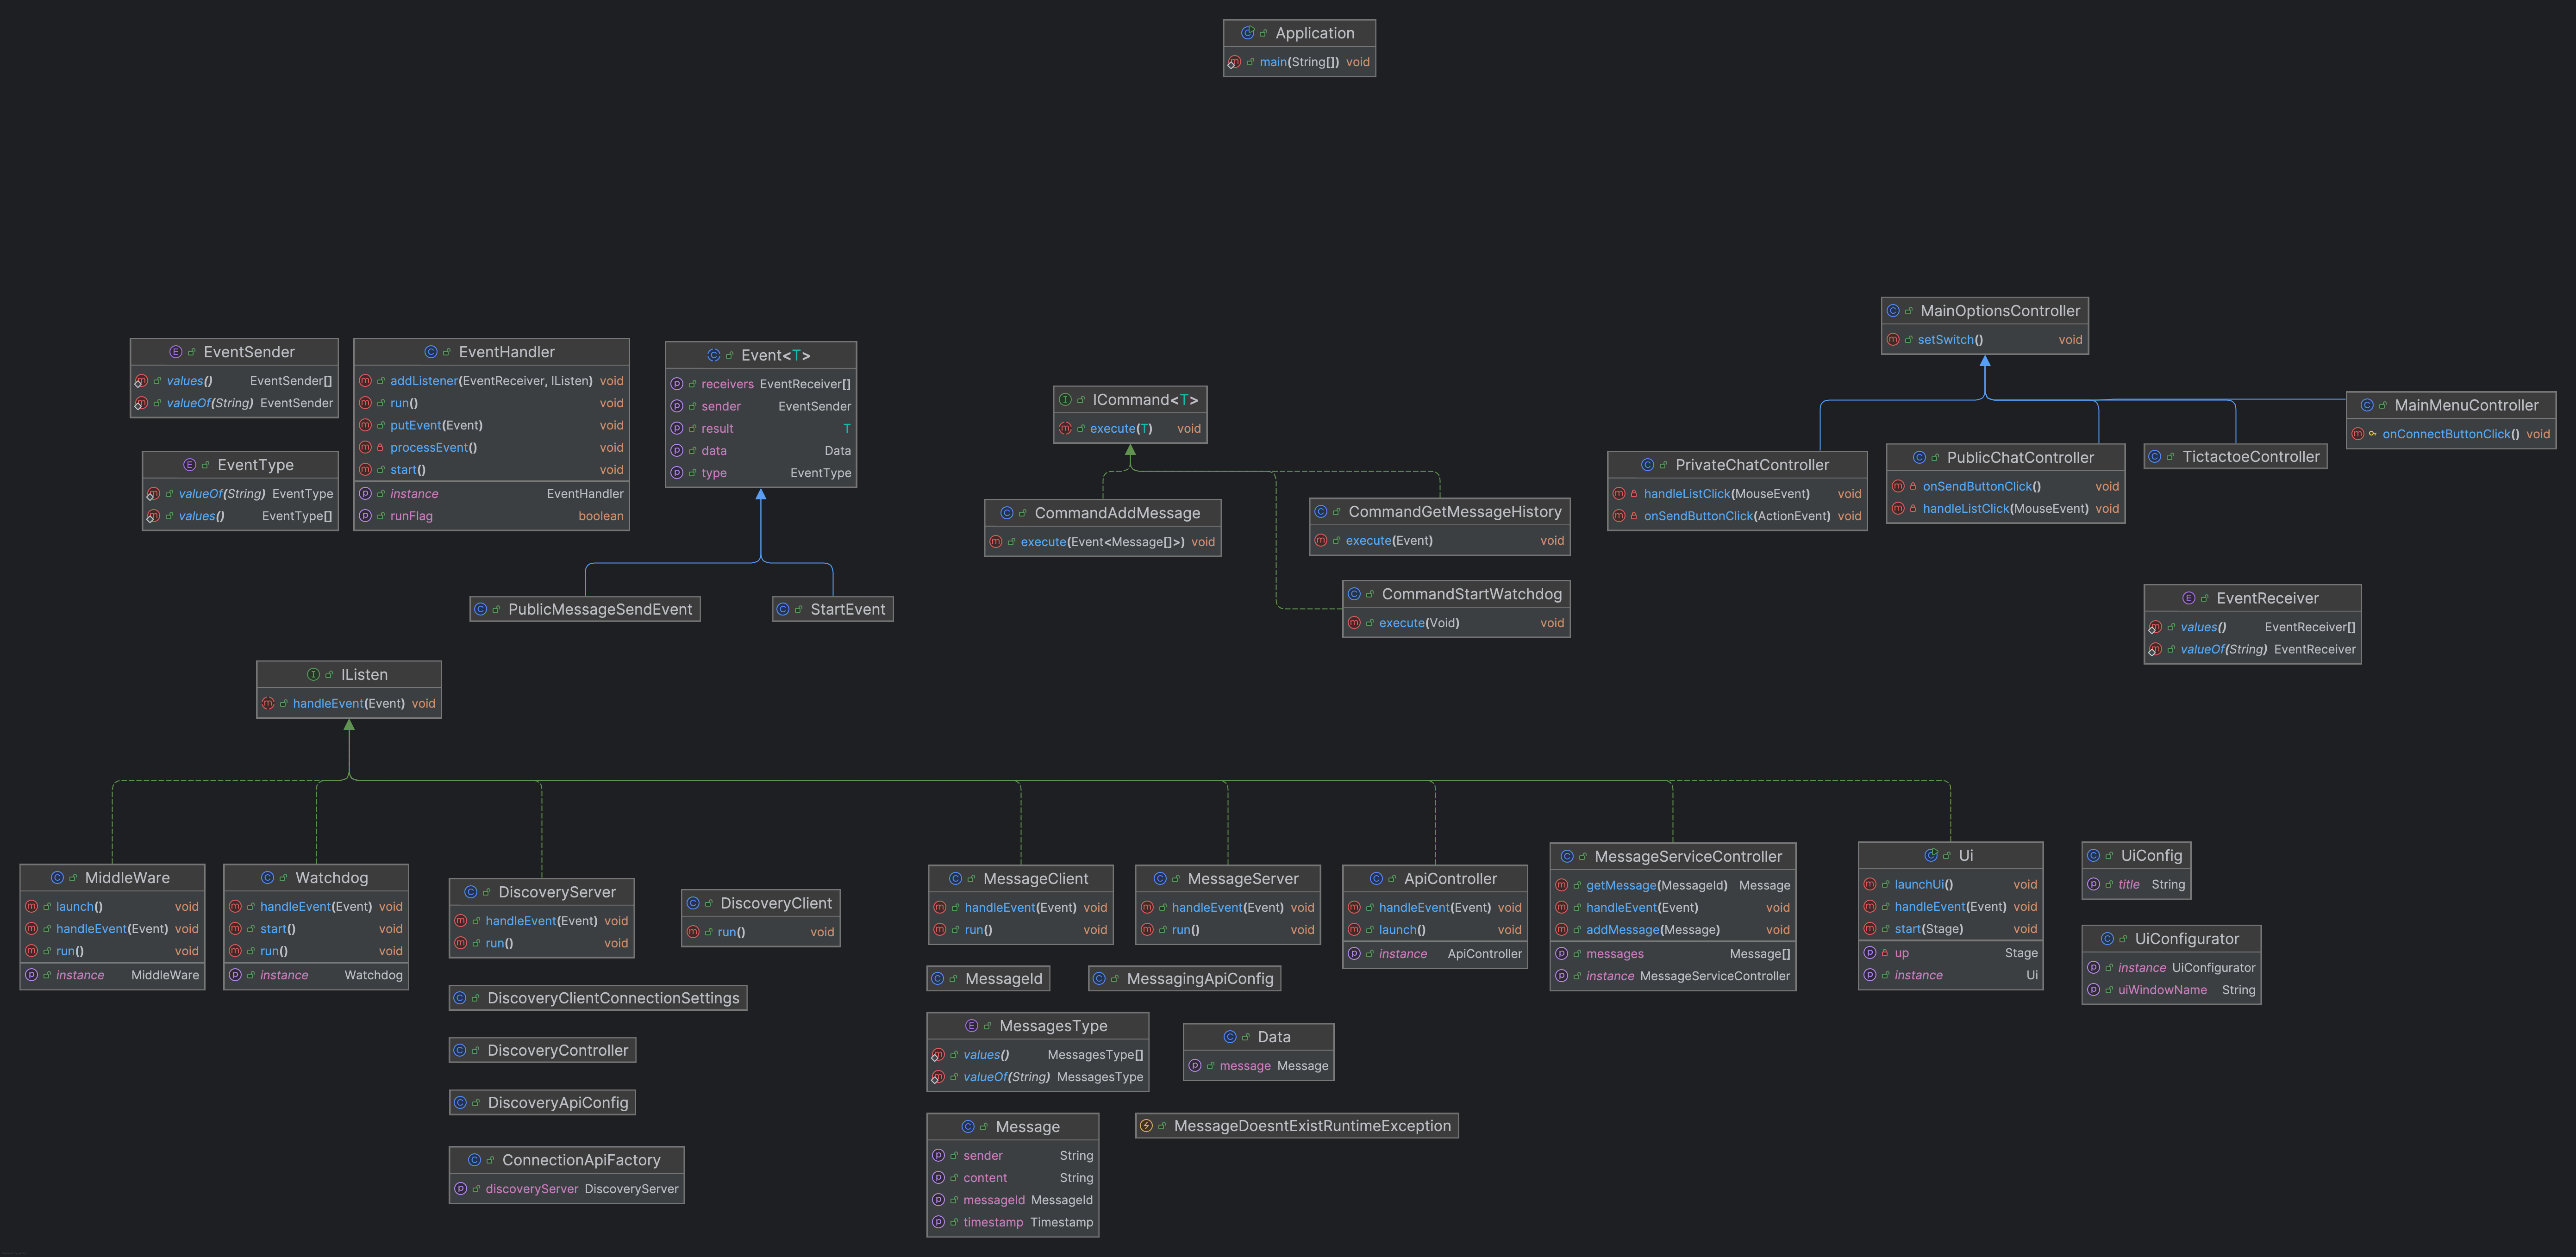 Application
main(String[]) void
EventSender
values() EventSender[]
valueOf(String) EventSender
EventType
valueOf(String) EventType
values() EventType[]
EventHandler
addListener(EventReceiver, IListen) void
run() void
putEvent(Event) void
processEvent() void
start() void
instance EventHandler
runFlag boolean
Event<T>
receivers EventReceiver[]
sender EventSender
result T
data Data
type EventType
PublicMessageSendEvent
StartEvent
ICommand<T>
execute(T) void
CommandAddMessage
execute(Event<Message[]>) void
CommandGetMessageHistory
execute(Event) void
CommandStartWatchdog
execute(Void) void
MainOptionsController
setSwitch() void
PrivateChatController
handleListClick(MouseEvent) void
onSendButtonClick(ActionEvent) void
PublicChatController
onSendButtonClick() void
handleListClick(MouseEvent) void
TictactoeController
MainMenuController
onConnectButtonClick() void
EventReceiver
values() EventReceiver[]
valueOf(String) EventReceiver
IListen
handleEvent(Event) void
MiddleWare
launch() void
handleEvent(Event) void
run() void
instance MiddleWare
Watchdog
handleEvent(Event) void
start() void
run() void
instance Watchdog
DiscoveryServer
handleEvent(Event) void
run() void
DiscoveryClient
run() void
DiscoveryClientConnectionSettings
DiscoveryController
DiscoveryApiConfig
ConnectionApiFactory
discoveryServer DiscoveryServer
MessageClient
handleEvent(Event) void
run() void
MessageServer
handleEvent(Event) void
run() void
ApiController
handleEvent(Event) void
launch() void
instance ApiController
MessageServiceController
getMessage(MessageId) Message
handleEvent(Event) void
addMessage(Message) void
messages Message[]
instance MessageServiceController
Ui
launchUi() void
handleEvent(Event) void
start(Stage) void
up Stage
instance Ui
UiConfig
title String
UiConfigurator
instance UiConfigurator
uiWindowName String
MessageId
MessagingApiConfig
MessagesType
values() MessagesType[]
valueOf(String) MessagesType
Data
message Message
Message
sender String
content String
messageId MessageId
timestamp Timestamp
MessageDoesntExistRuntimeException